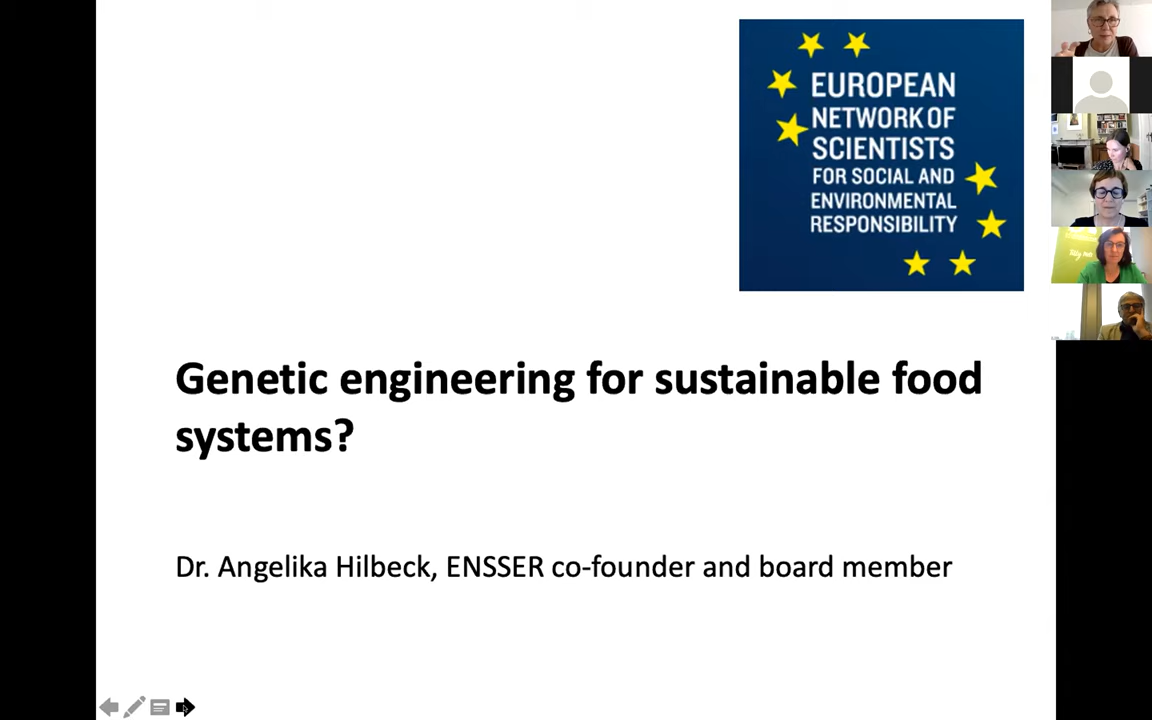 EUROPEAN
NETWORK OF
SCIENTISTS
FOR SOCIAL AND
ENVIRONMENTAL
RESPONSIBILITY
Genetic engineering for sustainable food
systems?
Dr. Angelika Hilbeck, ENSSER co-founder and board member